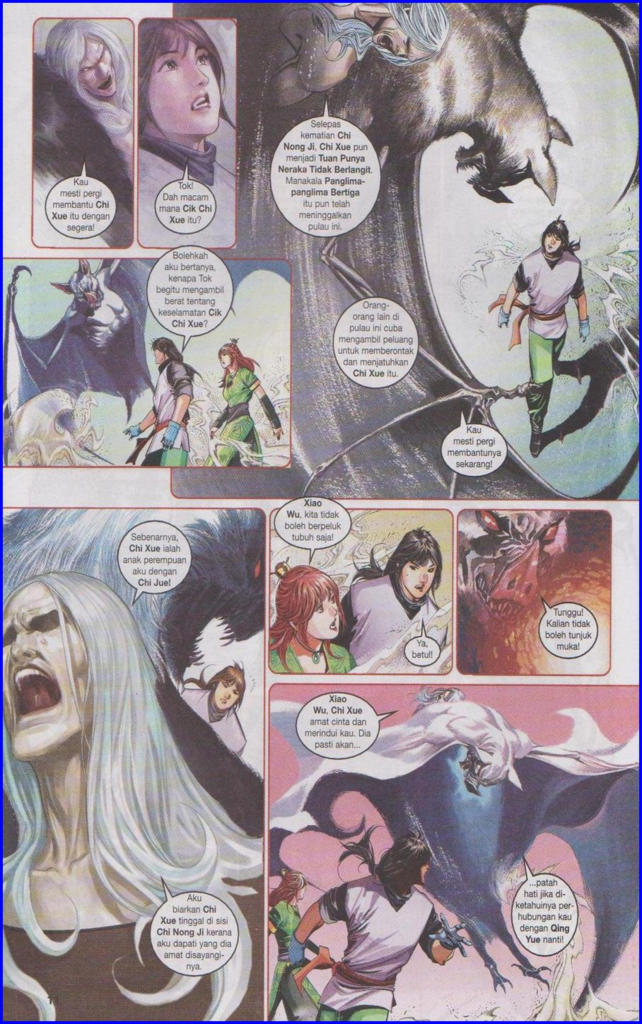 Kau
mesti pergi
membantu Chi
Xue itu dengan
segera!
Tok!
Dah macam
mana Cik Chi
Xue itu?
Selepas
kematian Chi
Nong Ji, Chi Xue pun
menjadi Tuan Punya
Neraka Tidak Berlangit.
Manakala Panglima-
panglima Bertiga
itu pun telah
meninggalkan
pulau ini.
Bolehkah
aku bertanya,
kenapa Tok
begitu mengambil
berat tentang
keselamatan Cik
Chi Xue?
Orang-
orang lain di
pulau ini cuba
mengambil peluang
untuk memberontak
dan menjatuhkan
Chi Xue itu.
Kau
mesti pergi
membantunya
sekarang!
Sebenarnya,
Chi Xue ialah
anak perempuan
aku dengan
Chi Jue!
Aku
biarkan Chi
Xue tinggal di sisi
Chi Nong Ji kerana
aku dapati yang dia
amat disayangi-
nya.
Xiao
Wu, kita tidak
boleh berpeluk
tubuh saja!
Ya,
betul!
Tunggu!
Kalian tidak
boleh tunjuk
muka!
Xiao
Wu, Chi Xue
amat cinta dan
merindui kau. Dia
pasti akan...
...patah
hati jika di-
ketahuinya per-
hubungan kau
dengan Qing
Yue nanti!